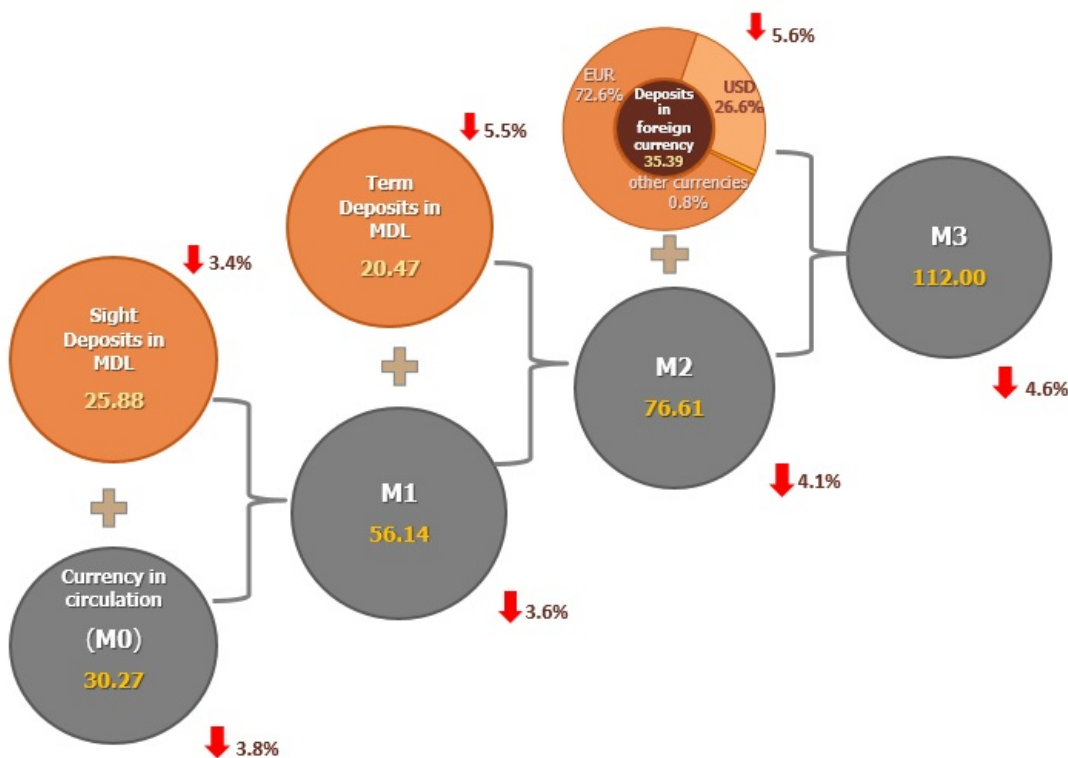 5.6%
EUR
72.6%
USD
26.6%
Deposits
in
foreign
currency
35.39
other currencies
0.8%
5.5%
Term
Deposits in
MDL
20.47
M3
112.00
3.4%
Sight
Deposits in
MDL
25.88
M2
76.61
4.6%
M1
56.14
4.1%
Currency in
circulation
(M0)
30.27
3.6%
3.8%